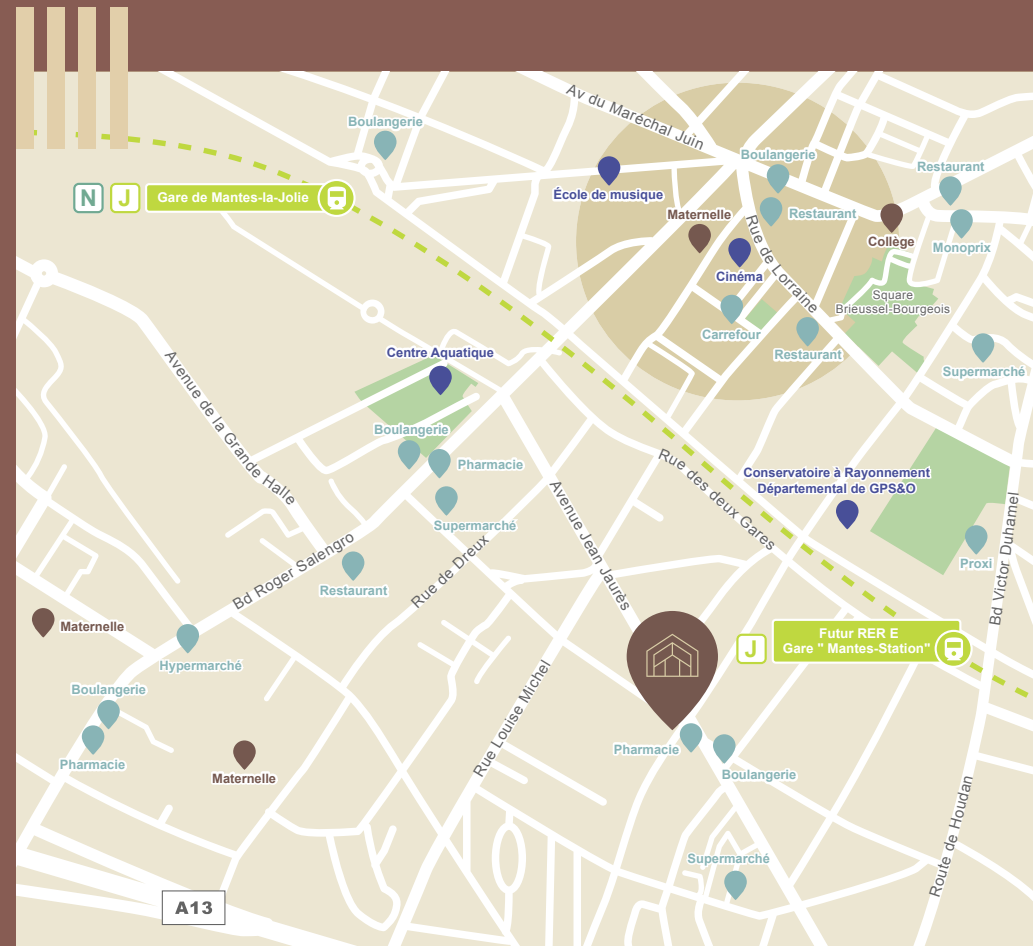 Av du Maréchal Juin
Boulangerie
Boulangerie
Restaurant
École de musique
N
J
Gare de Mantes-la-Jolie
Maternelle
Restaurant
Collège
Monoprix
Rue de Lorraine
Cinéma
Square
Brieussel-Bourgeois
Carrefour
Restaurant
Centre Aquatique
Supermarché
Avenue de la Grande Halle
Boulangerie
Pharmacie
Rue des deux Gares
Conservatoire à Rayonnement
Départemental de GPS&O
Supermarché
Avenue Jean Jaurès
Bd Victor Duhamel
Bd Roger Salengro
Rue de Dreux
Restaurant
Proxi
Maternelle
Hypermarché
J
Futur RER E
Gare " Mantes-Station"
Boulangerie
Rue Louise Michel
Pharmacie
Pharmacie
Maternelle
Boulangerie
Route de Houdan
Supermarché
A13